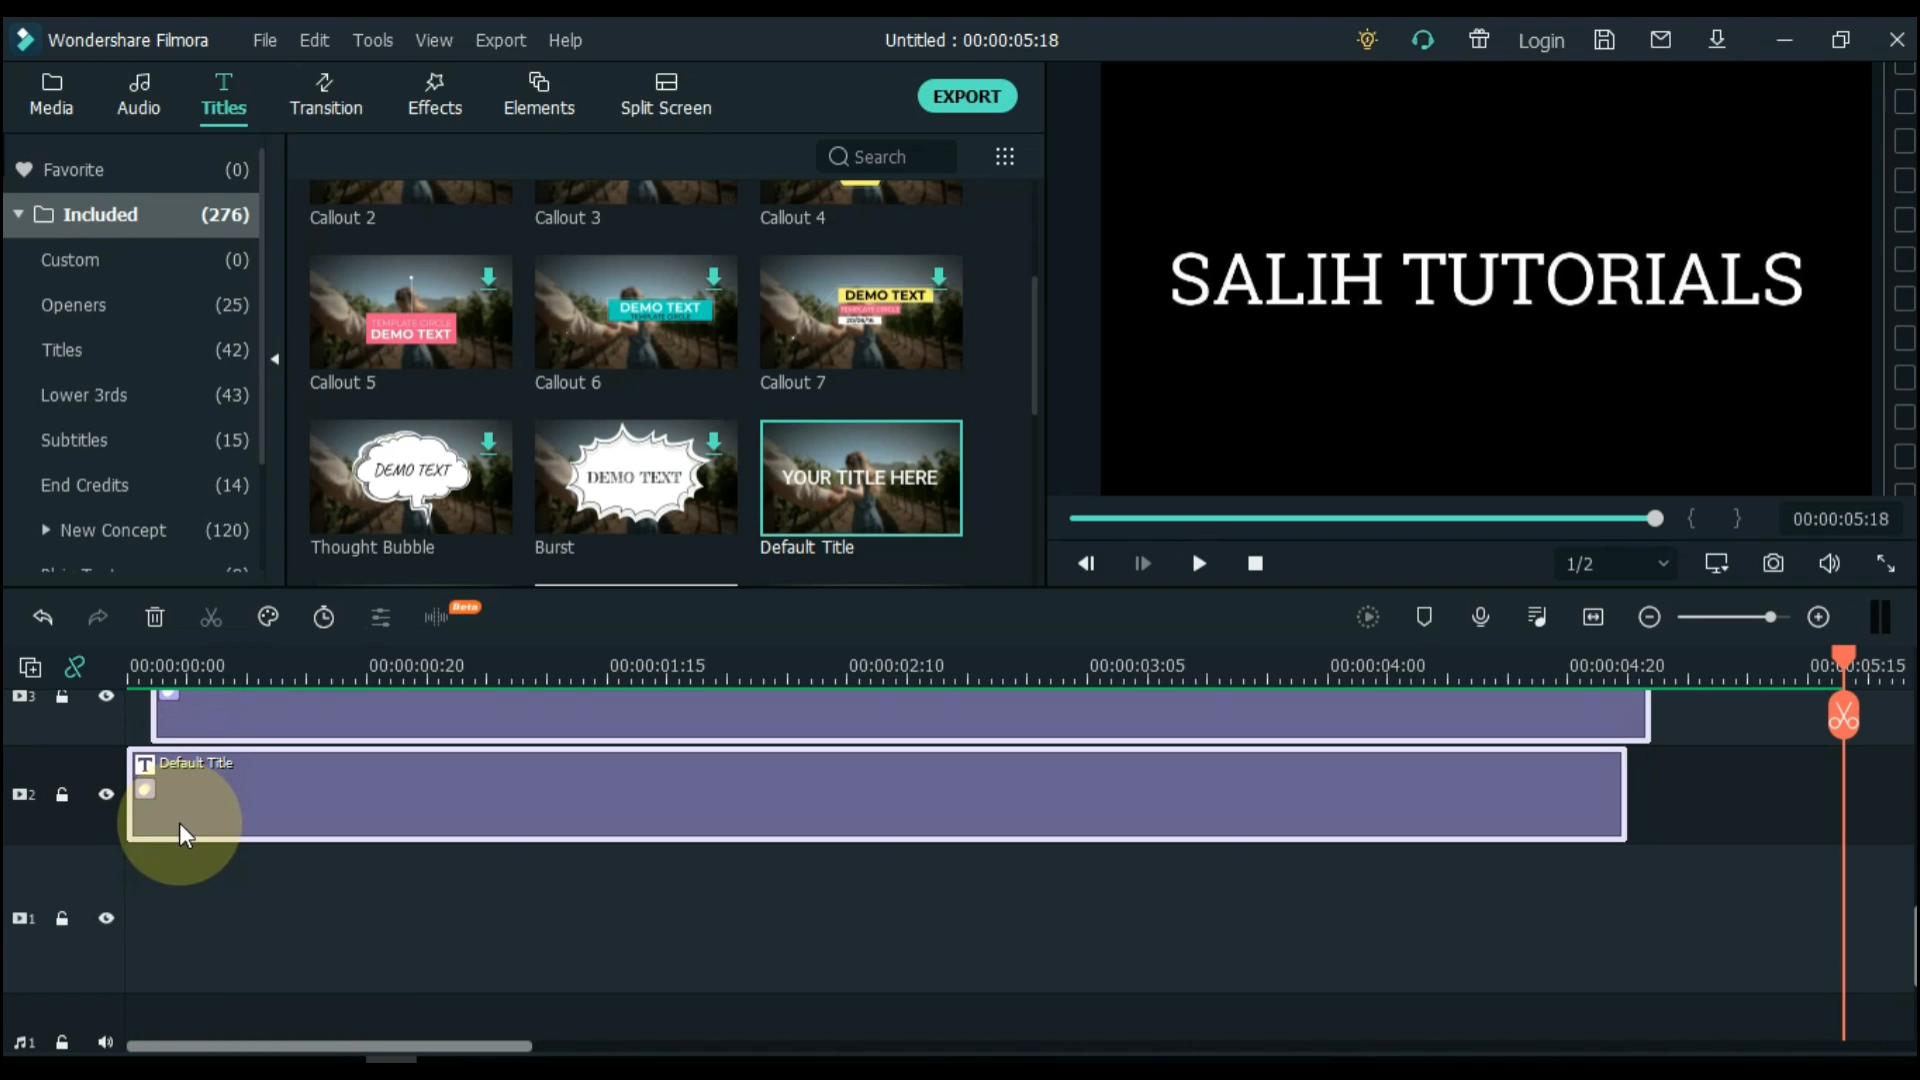 Wondershare Filmora File Edit Tools View Export Help Untitled : 00:00:05:18 Login
Media Audio Titles Transition Effects Elements Split Screen EXPORT
Search
Favorite (0)
Included (276)
Custom (0)
Openers (25)
Titles (42)
Lower 3rds (43)
Subtitles (15)
End Credits (14)
New Concept (120)
Callout 2 Callout 3 Callout 4
TEMPLATE CIRCLE
DEMO TEXT
DEMO TEXT
TEMPLATE CIRCLE
DEMO TEXT
TEMPLATE CIRCLE
Callout 5 Callout 6 Callout 7
DEMO TEXT DEMO TEXT YOUR TITLE HERE
Thought Bubble Burst Default Title
SALIH TUTORIALS
{ } 00:00:05:18
1/2
Beta
00:00:00:00 00:00:00:20 00:00:01:15 00:00:02:10 00:00:03:05 00:00:04:00 00:00:04:20 00:00:05:15
3
T Default Title
2
1
1